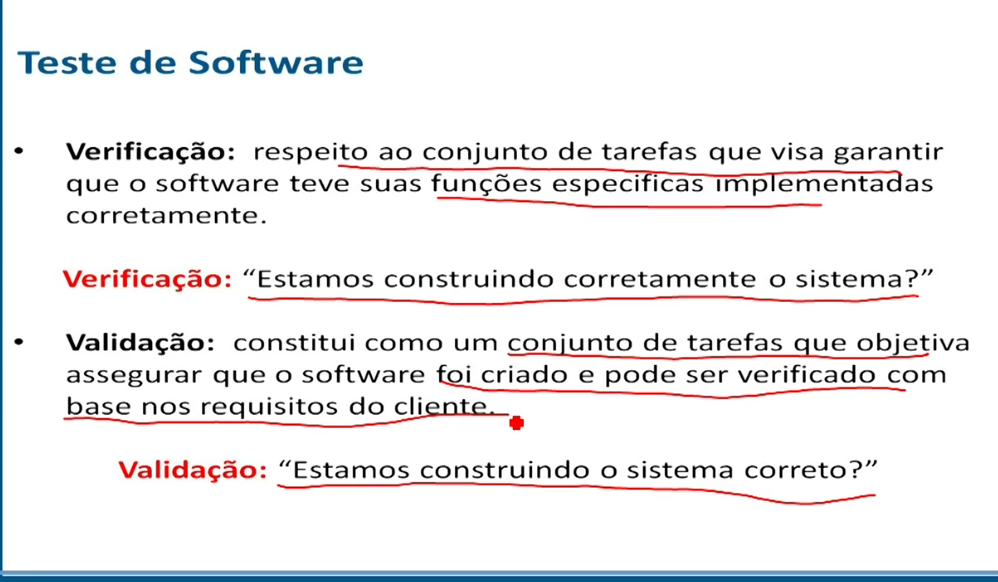 Teste de Software
• Verificação: respeito ao conjunto de tarefas que visa garantir
que o software teve suas funções especificas implementadas
corretamente.
Verificação: “Estamos construindo corretamente o sistema?”
• Validação: constitui como um conjunto de tarefas que objetiva
assegurar que o software foi criado e pode ser verificado com
base nos requisitos do cliente.
Validação: “Estamos construindo o sistema correto?”